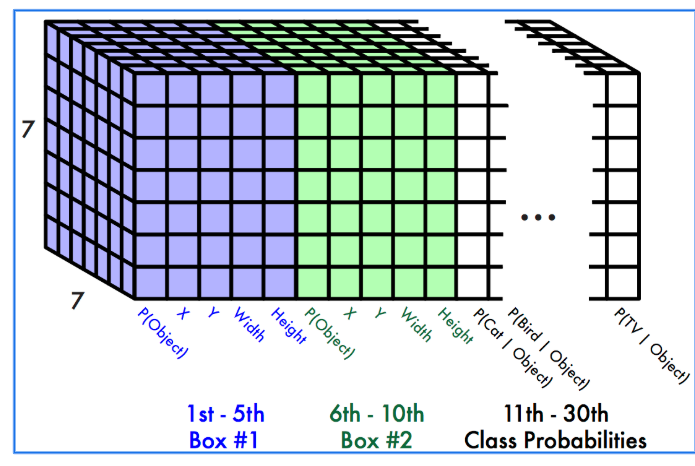 7
7
P(Object)
X
Y
Width
Height
P(Object)
X
Y
Width
Height
P(Cat | Object)
P(Bird | Object)
...
P(TV | Object)
1st - 5th
Box #1
6th - 10th
Box #2
11th - 30th
Class Probabilities